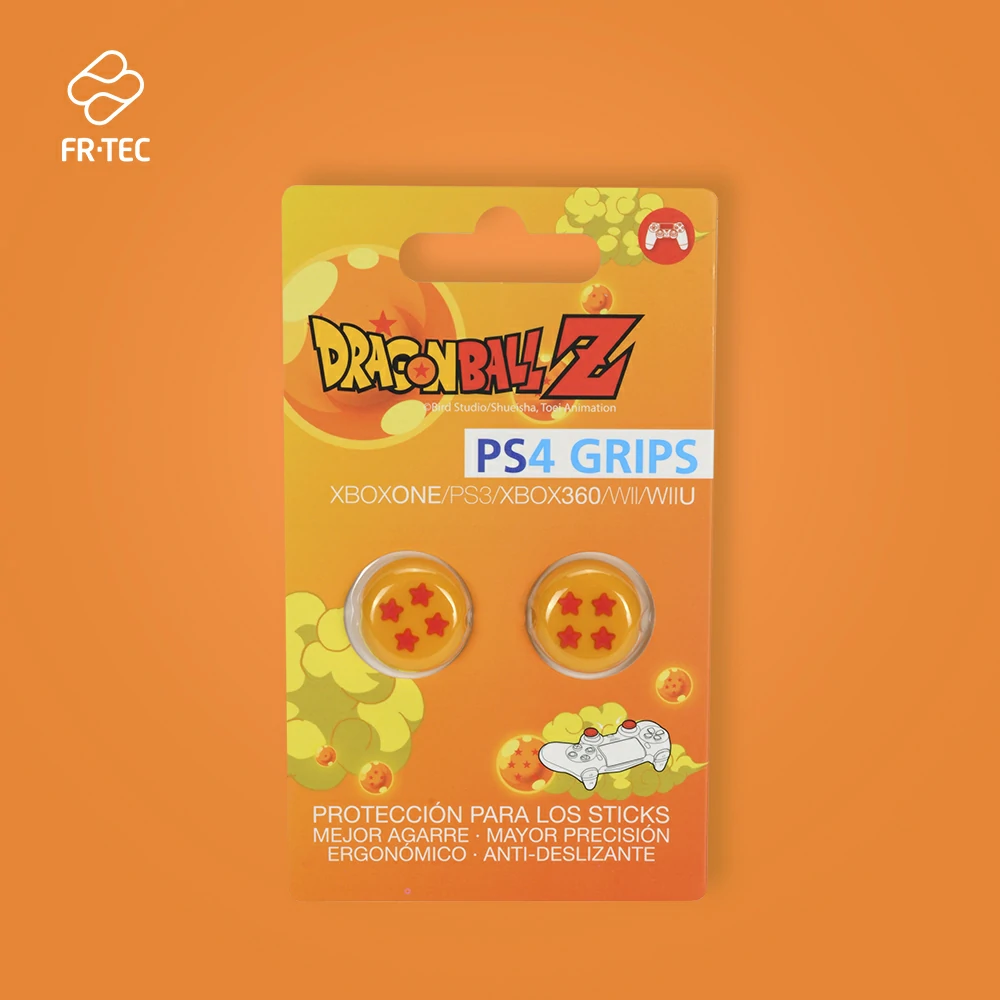 FR·TEC
DRAGON BALL Z
©Bird Studio/Shueisha, Toei Animation
PS4 GRIPS
XBOXONE/PS3/XBOX360/WII/WIIU
PROTECCIÓN PARA LOS STICKS
MEJOR AGARRE · MAYOR PRECISIÓN
ERGONÓMICO · ANTI-DESLIZANTE